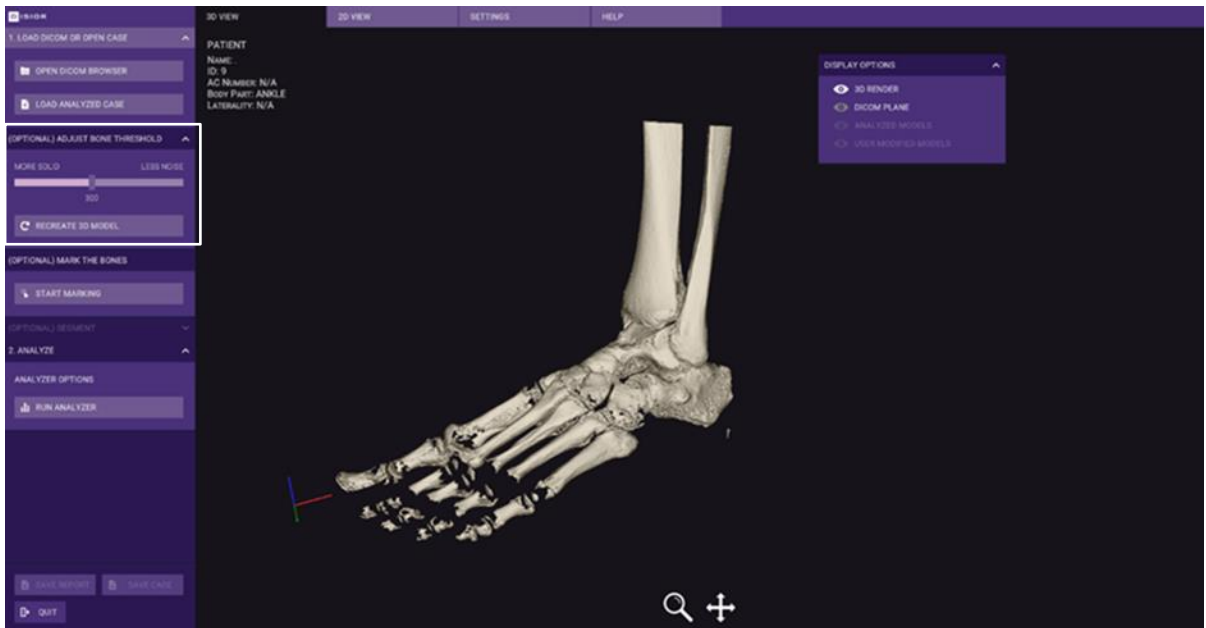 DISIOR
3D VIEW
2D VIEW
SETTINGS
HELP
1. LOAD DICOM OR OPEN CASE
OPEN DICOM BROWSER
LOAD ANALYZED CASE
(OPTIONAL) ADJUST BONE THRESHOLD
MORE SOLID
LESS NOISE
300
RECREATE 3D MODEL
(OPTIONAL) MARK THE BONES
START MARKING
(OPTIONAL) SEGMENT
2. ANALYZE
ANALYZER OPTIONS
RUN ANALYZER
SAVE REPORT
SAVE CASE
QUIT
PATIENT
NAME: .
ID: 9
AC NUMBER: N/A
BODY PART: ANKLE
LATERALITY: N/A
DISPLAY OPTIONS
3D RENDER
DICOM PLANE
ANALYZED MODELS
USER MODIFIED MODELS